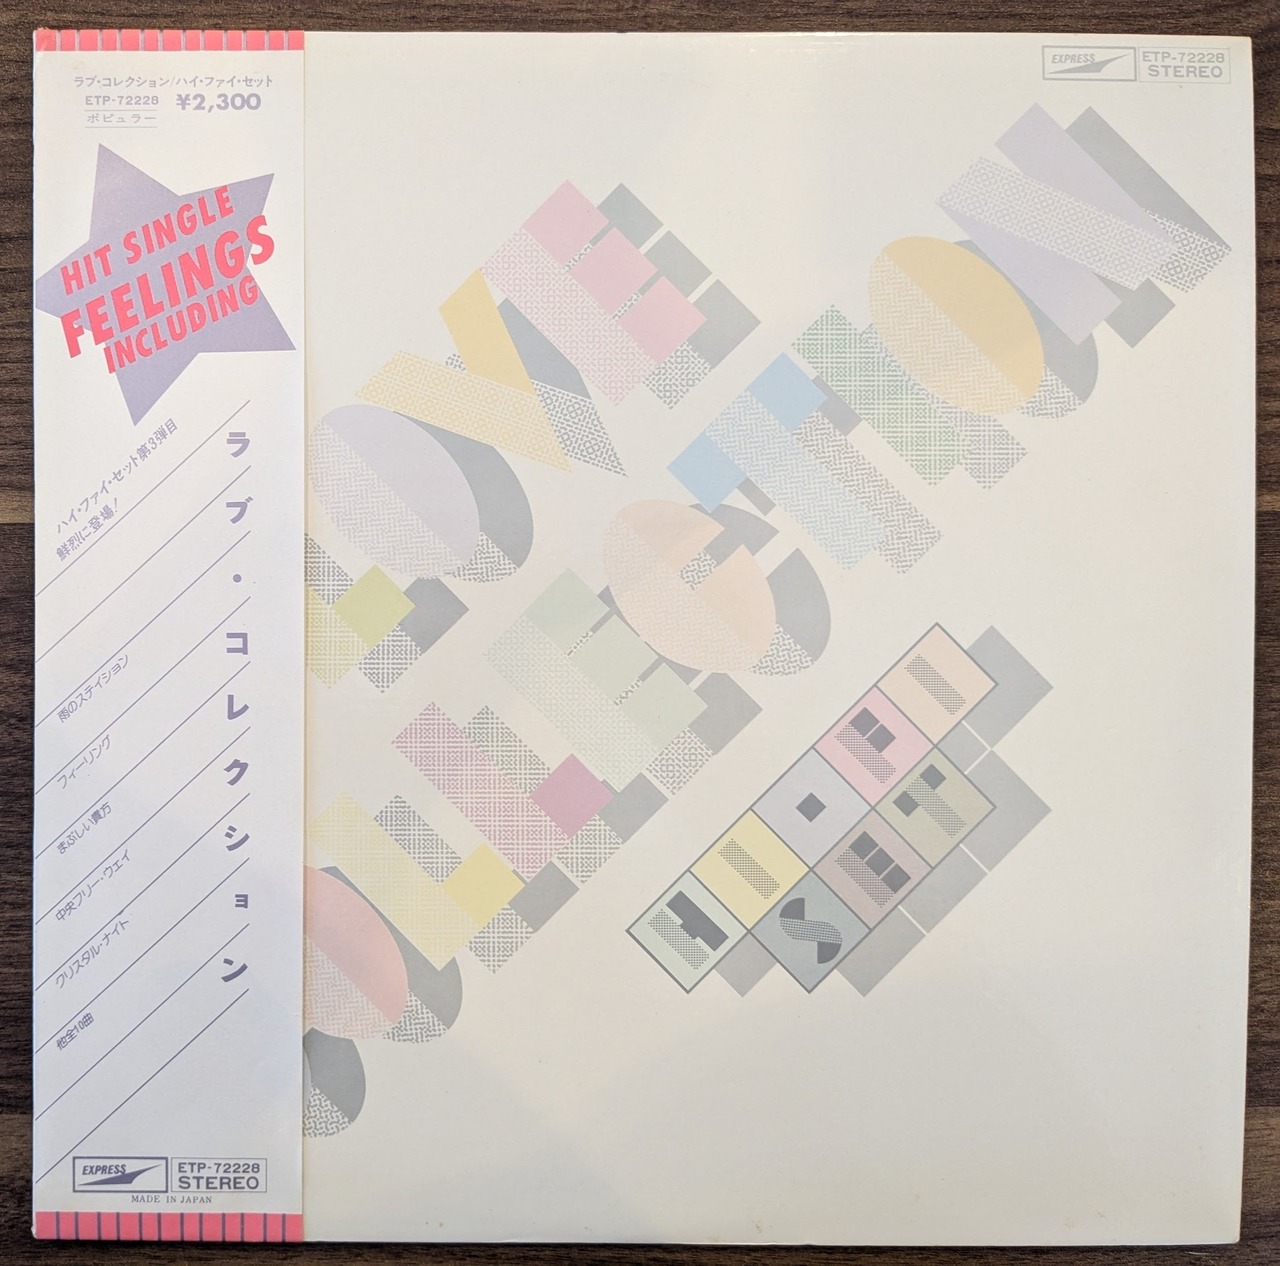 ラブ・コレクション/ハイ・ファイ・セット
ETP-72228 ¥2,300
ポピュラー
HIT SINGLE
FEELINGS
INCLUDING
ハイ・ファイ・セット第3弾目
鮮烈に登場!
ラブ・コレクション
雨のステイション
フィーリング
まぶしい貴方
中央フリー・ウェイ
クリスタル・ナイト
他全10曲
EXPRESS
ETP-72228
STEREO
MADE IN JAPAN
EXPRESS
ETP-72228
STEREO
LOVE
COLLECTION
HI-FI SET